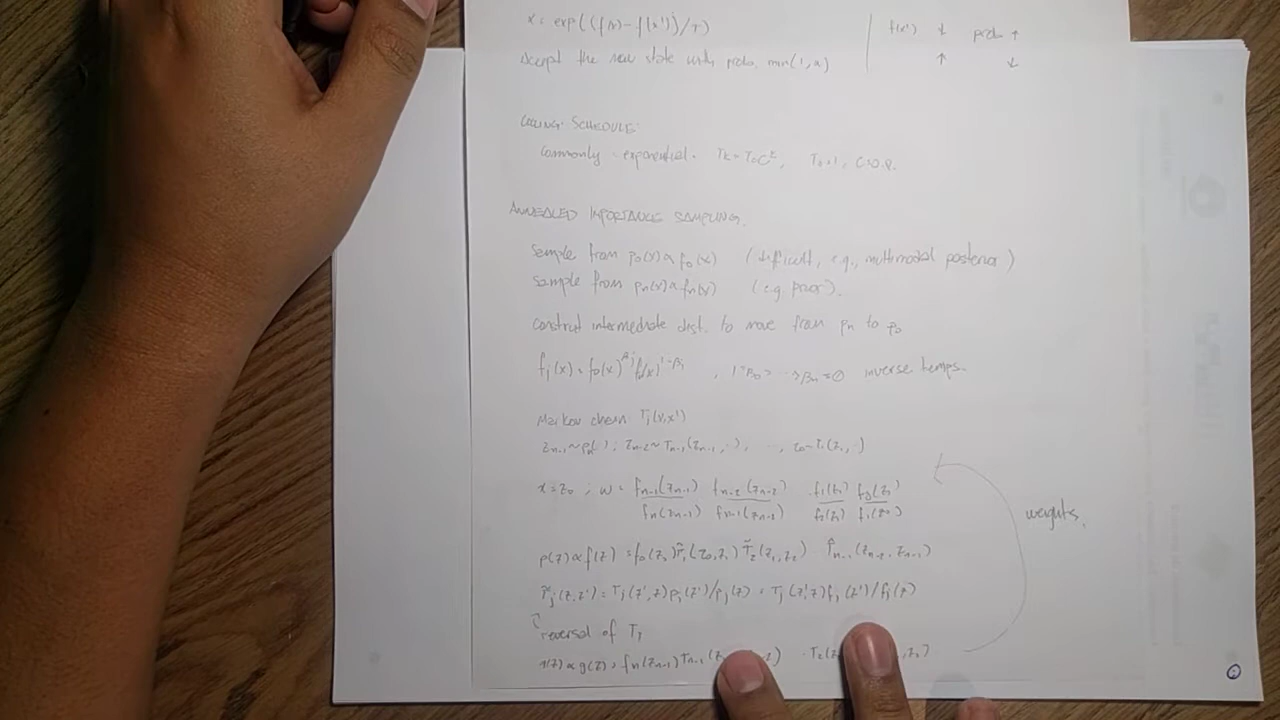 α = exp((f(x) - f(x'))/T)
f(x') ↓ prob ↑
Accept the new state with prob. min(1, α)
↑ ↓
COOLING SCHEDULE:
commonly exponential. T_k = T_0 C^k,
ANNEALED IMPORTANCE SAMPLING.
Sample from p_0(x) ∝ f_0(x) (difficult, e.g., multimodal posterior)
Sample from p_n(x) ∝ f_n(x) (e.g. prior).
construct intermediate dist. to move from p_n to p_0
f_j(x) = f_0(x)^{β_j} f_n(x)^{1-β_j} , 1 = β_0 > ... > β_n = 0 inverse temps.
Markov chain T_j(x, x')
z_{n-1} ~ p_n( ); z_{n-2} ~ T_{n-1}(z_{n-1}, ·), ..., z_0 ~ T_1(z_1, ·)
x = z_0 ; w = f_{n-1}(z_{n-1})/f_n(z_{n-1}) f_{n-2}(z_{n-2})/f_{n-1}(z_{n-2}) ... f_1(z_1)/f_2(z_1) f_0(z_0)/f_1(z_0)
weights.
p(z) ∝ f(z) = f_0(z_0) T̃_1(z_0, z_1) T̃_2(z_1, z_2) ... T̃_{n-1}(z_{n-2}, z_{n-1})
T̃_j(z, z') = T_j(z', z) p_j(z')/p_j(z) = T_j(z', z) f_j(z')/f_j(z)
reversal of T_j
∝ g(z) = f_n(z_{n-1}) T_{n-1}(z